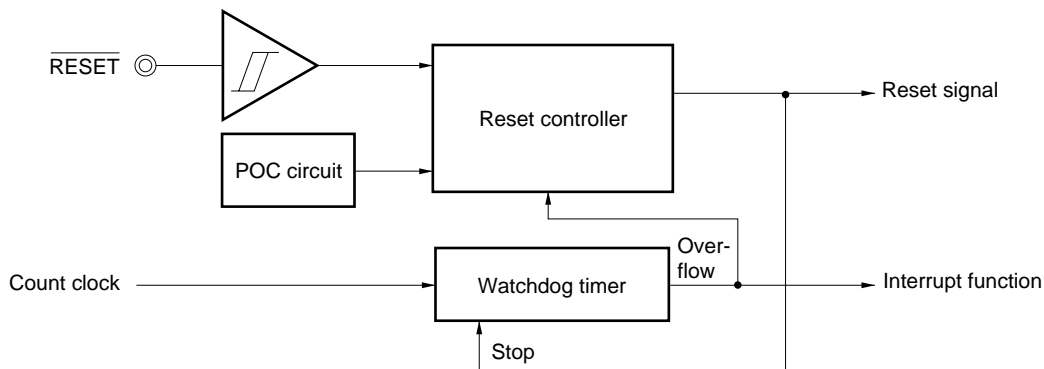 RESET
Reset controller
Reset signal
POC circuit
Over-
flow
Count clock
Watchdog timer
Interrupt function
Stop